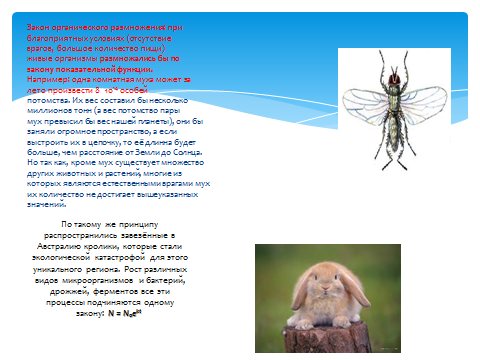 Закон органического размножения: при
благоприятных условиях (отсутствие
врагов, большое количество пищи)
живые организмы размножались бы по
закону показательной функции.
Например: одна комнатная муха может за
лето произвести 8 · 10¹⁴ особей
потомства. Их вес составил бы несколько
миллионов тонн (а вес потомства пары
мух превысил бы вес нашей планеты), они бы
заняли огромное пространство, а если
выстроить их в цепочку, то её длинна будет
больше, чем расстояние от Земли до Солнца.
Но так как, кроме мух существует множество
других животных и растений, многие из
которых являются естественными врагами мух
их количество не достигает вышеуказанных
значений.
По такому же принципу
распространились завезённые в
Австралию кролики, которые стали
экологической катастрофой для этого
уникального региона. Рост различных
видов микроорганизмов и бактерий,
дрожжей, ферментов все эти
процессы подчиняются одному
закону: N = N₀eᵏᵗ